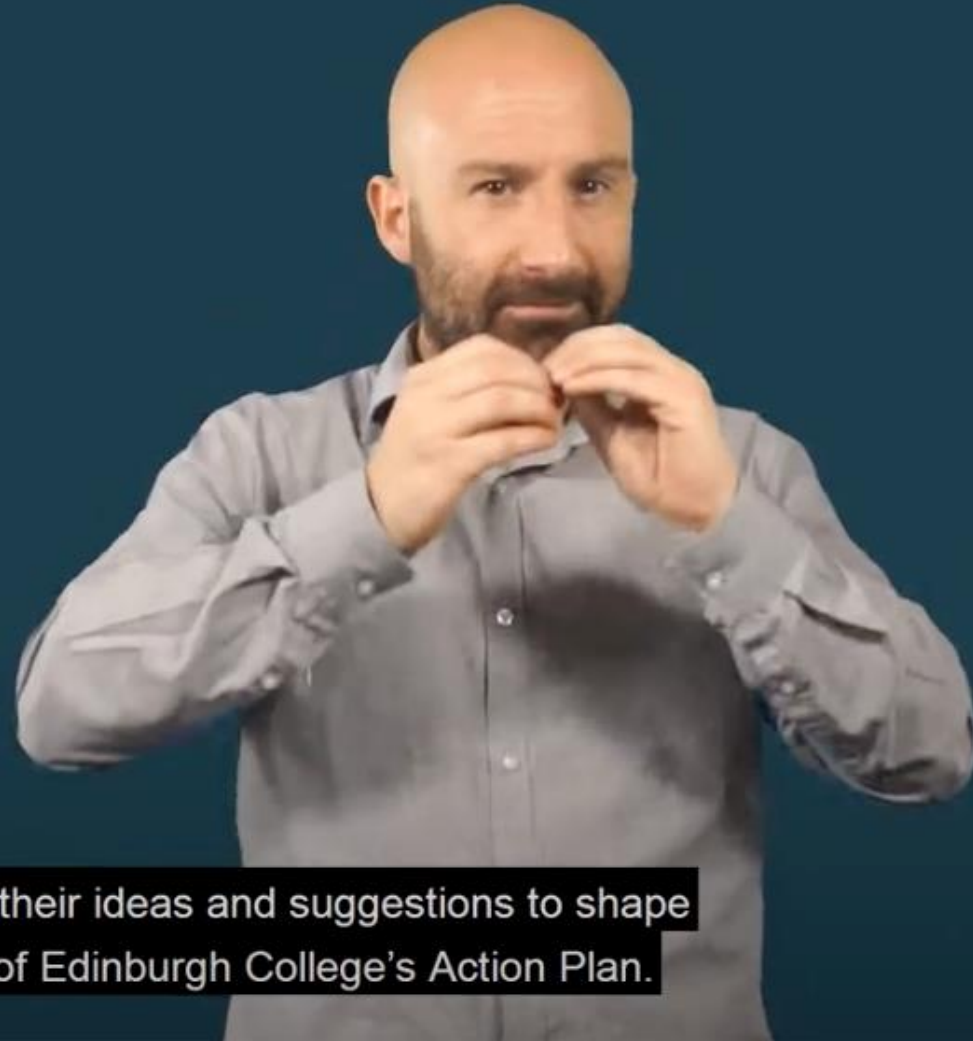 their ideas and suggestions to shape
of Edinburgh College’s Action Plan.